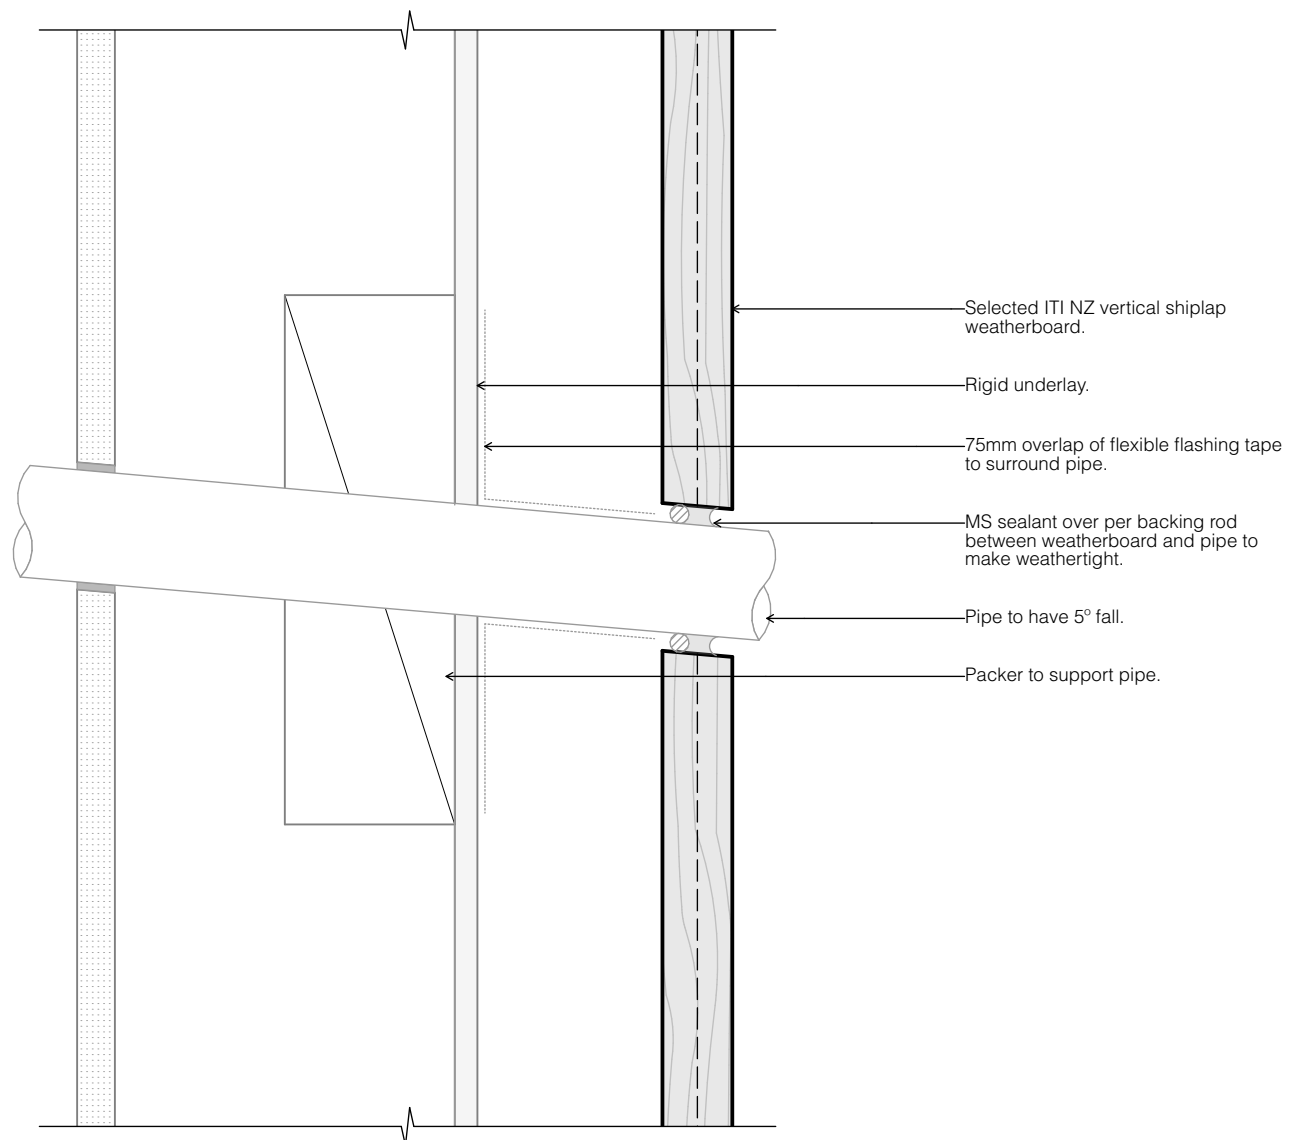 Selected ITI NZ vertical shiplap
weatherboard.
Rigid underlay.
75mm overlap of flexible flashing tape
to surround pipe.
MS sealant over per backing rod
between weatherboard and pipe to
make weathertight.
Pipe to have 5° fall.
Packer to support pipe.